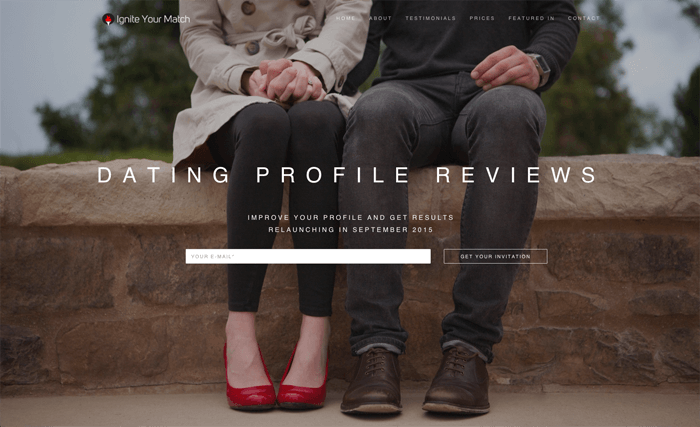 Ignite Your Match
HOME ABOUT TESTIMONIALS PRICES FEATURED IN CONTACT
DATING PROFILE REVIEWS
IMPROVE YOUR PROFILE AND GET RESULTS
RELAUNCHING IN SEPTEMBER 2015
YOUR E-MAIL*
GET YOUR INVITATION